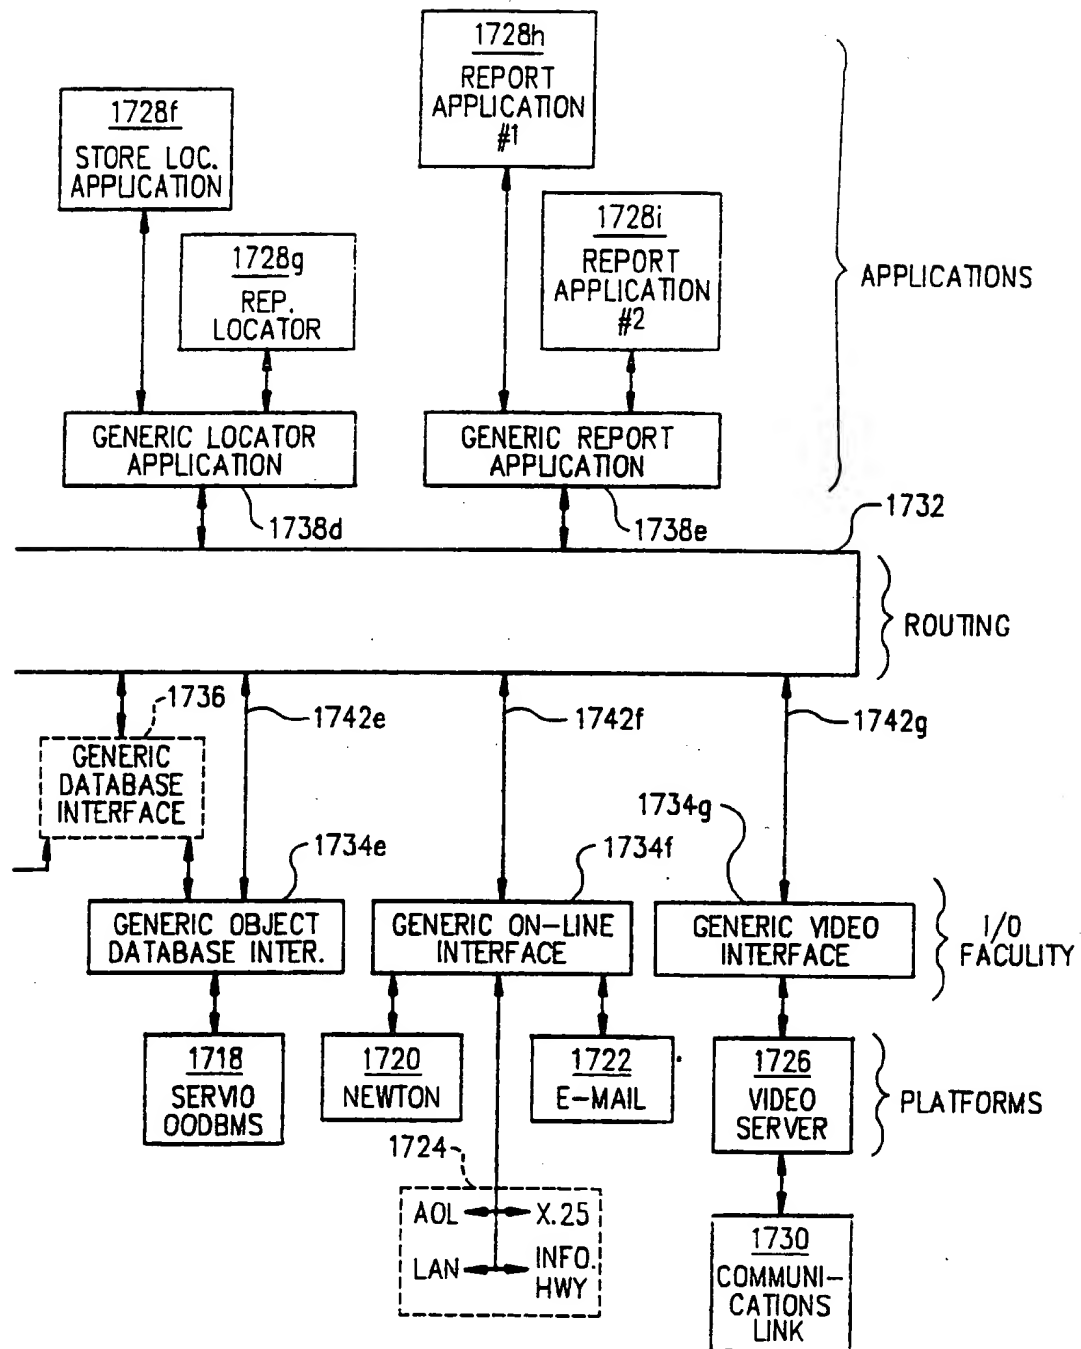 1728h
REPORT
APPLICATION
#1
1728f
STORE LOC.
APPLICATION
1728i
REPORT
APPLICATION
#2
1728g
REP.
LOCATOR
APPLICATIONS
GENERIC LOCATOR
APPLICATION
GENERIC REPORT
APPLICATION
1738d
1738e
1732
ROUTING
1736
1742e
1742f
1742g
GENERIC
DATABASE
INTERFACE
1734e
1734f
1734g
GENERIC OBJECT
DATABASE INTER.
GENERIC ON-LINE
INTERFACE
GENERIC VIDEO
INTERFACE
I/O
FACULITY
1718
SERVIO
OODBMS
1720
NEWTON
1722
E-MAIL
1726
VIDEO
SERVER
PLATFORMS
1724
AOL
X.25
LAN
INFO.
HWY
1730
COMMUNI-
CATIONS
LINK